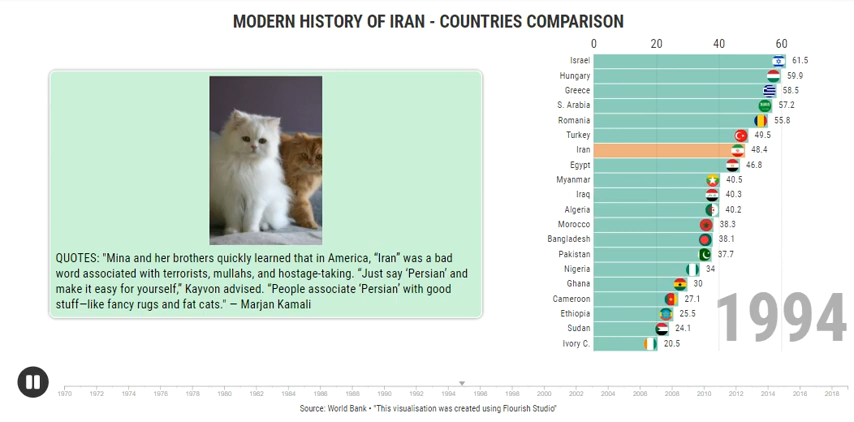 MODERN HISTORY OF IRAN - COUNTRIES COMPARISON
QUOTES: "Mina and her brothers quickly learned that in America, “Iran” was a bad
word associated with terrorists, mullahs, and hostage-taking. “Just say ‘Persian’ and
make it easy for yourself,” Kayvon advised. “People associate ‘Persian’ with good
stuff—like fancy rugs and fat cats." — Marjan Kamali
0 20 40 60
Israel 61.5
Hungary 59.9
Greece 58.5
S. Arabia 57.2
Romania 55.8
Turkey 49.5
Iran 48.4
Egypt 46.8
Myanmar 40.5
Iraq 40.3
Algeria 40.2
Morocco 38.3
Bangladesh 38.1
Pakistan 37.7
Nigeria 34
Ghana 30
Cameroon 27.1
Ethiopia 25.5
Sudan 24.1
Ivory C. 20.5
1994
1970 1972 1974 1976 1978 1980 1982 1984 1986 1988 1990 1992 1994 1996 1998 2000 2002 2004 2006 2008 2010 2012 2014 2016 2018
Source: World Bank • "This visualisation was created using Flourish Studio"